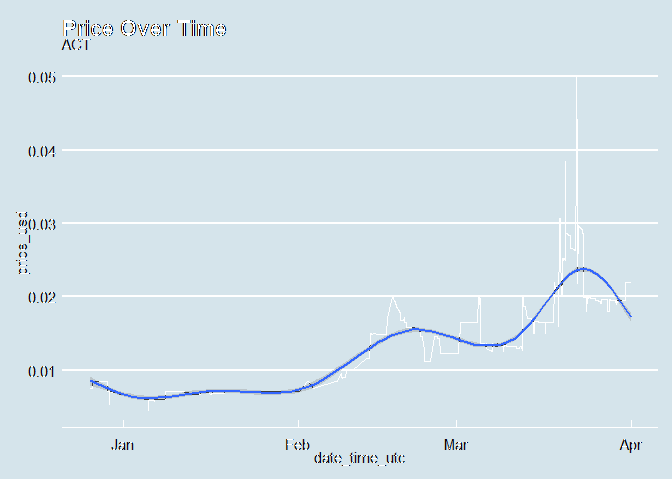 Price Over Time
ACT
0.05
0.04
0.03
0.02
0.01
price_usd
Jan Feb Mar Apr
date_time_utc